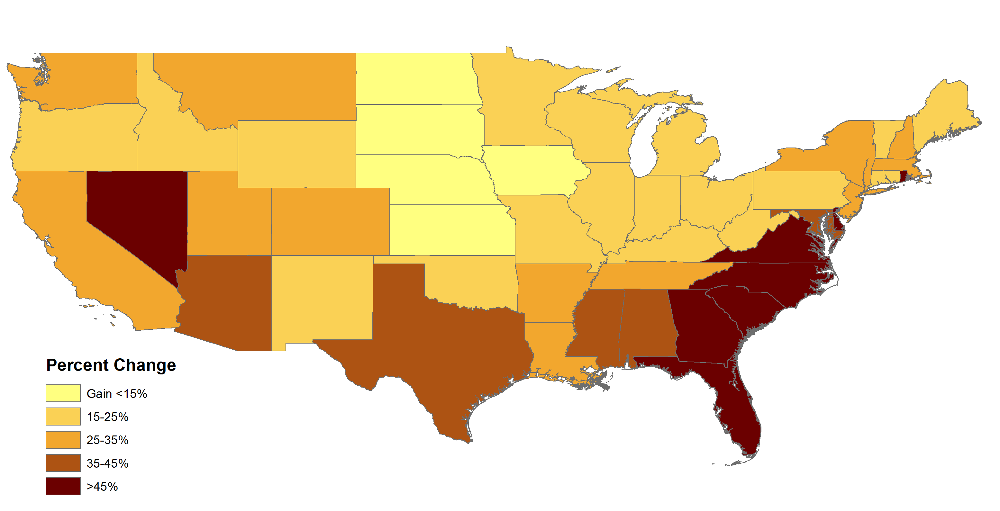 Percent Change
Gain <15%
15-25%
25-35%
35-45%
>45%